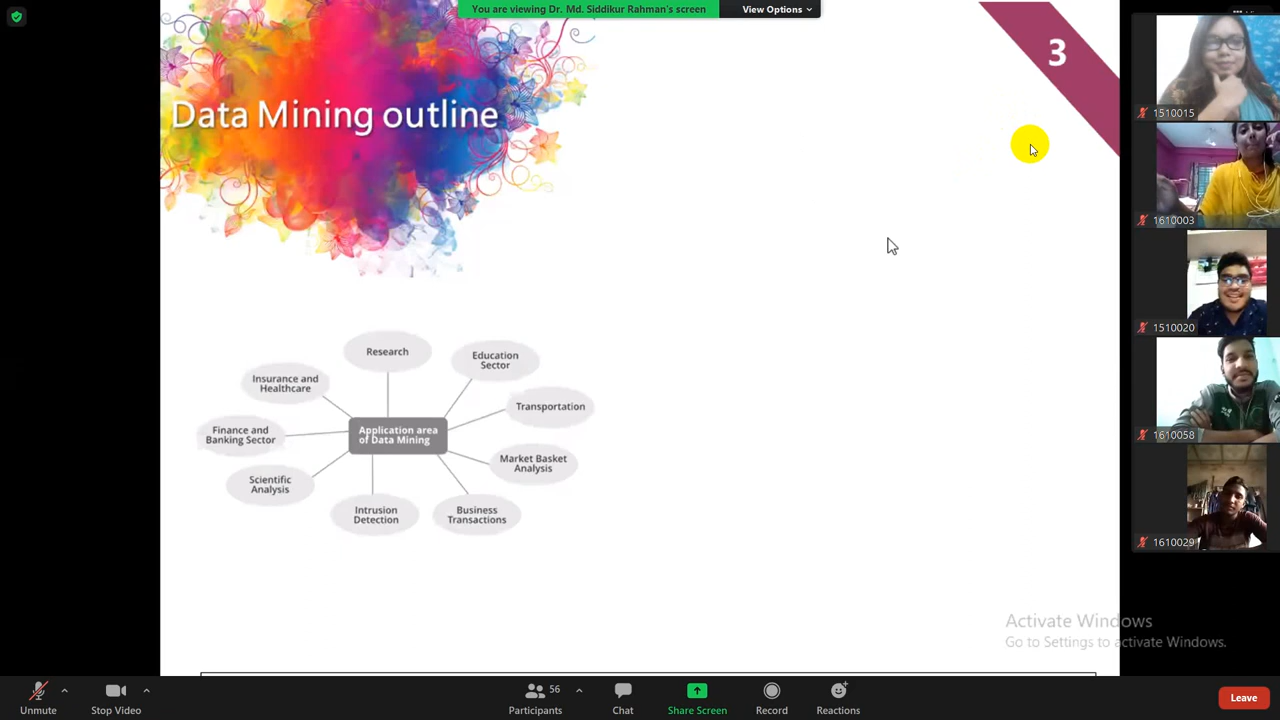 You are viewing Dr. Md. Siddikur Rahman's screen
View Options
3
Data Mining outline
Research
Education
Sector
Insurance and
Healthcare
Transportation
Application area
of Data Mining
Finance and
Banking Sector
Market Basket
Analysis
Scientific
Analysis
Intrusion
Detection
Business
Transactions
1510015
1610003
1510020
1610058
1610029
Activate Windows
Go to Settings to activate Windows.
Unmute
Stop Video
56
Participants
Chat
Share Screen
Record
Reactions
Leave